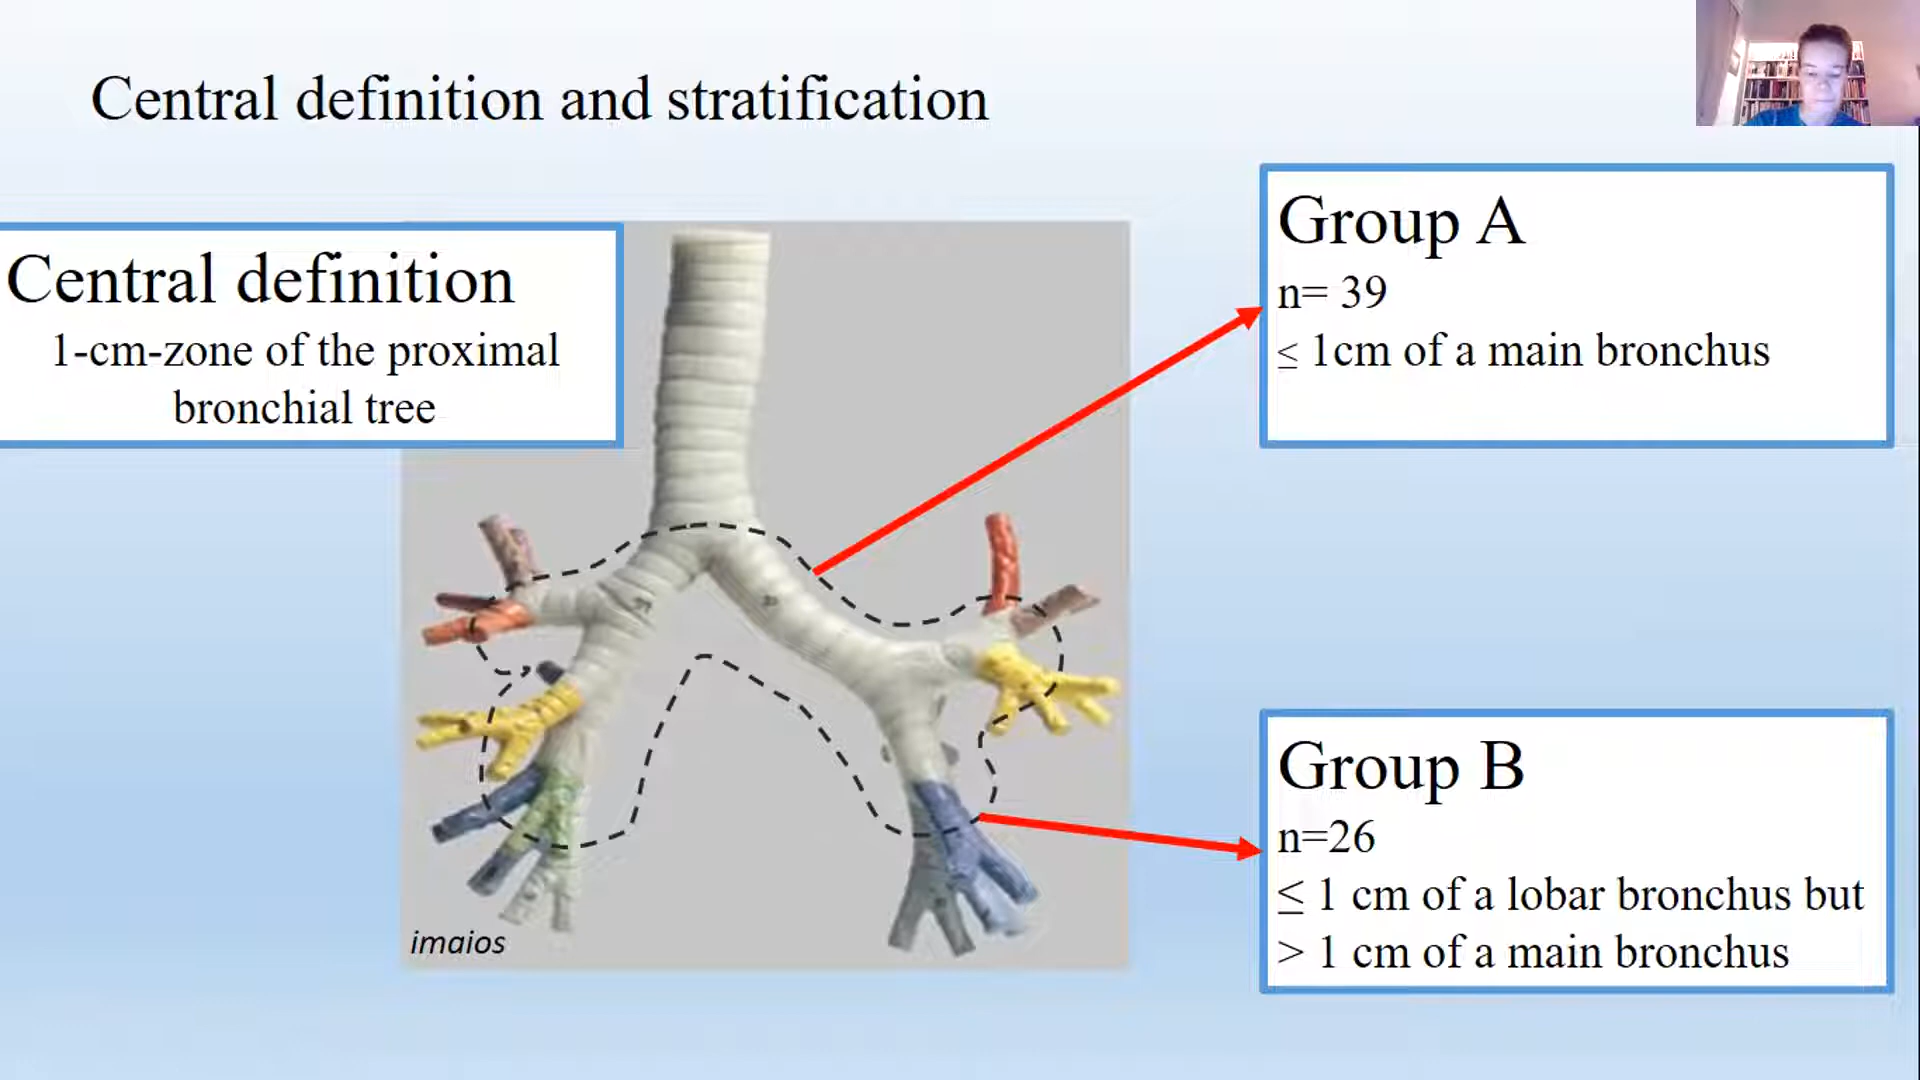 Central definition and stratification
Central definition
1-cm-zone of the proximal
bronchial tree
Group A
n= 39
≤ 1cm of a main bronchus
Group B
n=26
≤ 1 cm of a lobar bronchus but
> 1 cm of a main bronchus
imaios